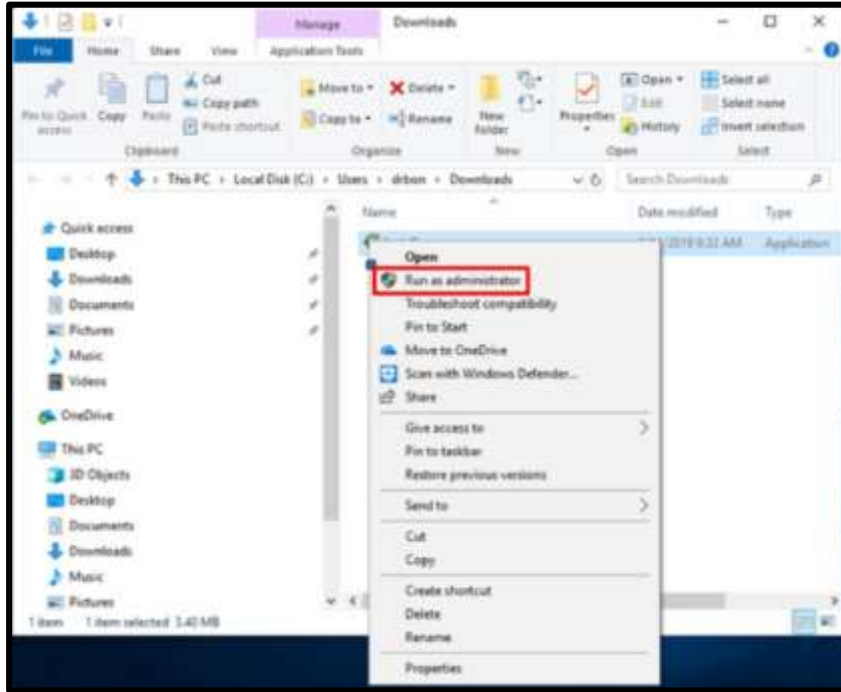 Manage
Downloads
File
Home
Share
View
Application Tools
Pin to Quick access
Copy
Paste
Cut
Copy path
Paste shortcut
Move to
Copy to
Delete
Rename
New folder
Properties
Open
Edit
History
Select all
Select none
Invert selection
Clipboard
Organize
New
Open
Select
This PC
Local Disk (C:)
Users
drbon
Downloads
Search Downloads
Name
Date modified
Type
9:32 AM
Application
Quick access
Desktop
Downloads
Documents
Pictures
Music
Videos
OneDrive
This PC
3D Objects
Desktop
Documents
Downloads
Music
Pictures
Open
Run as administrator
Troubleshoot compatibility
Pin to Start
Move to OneDrive
Scan with Windows Defender...
Share
Give access to
Pin to taskbar
Restore previous versions
Send to
Cut
Copy
Create shortcut
Delete
Rename
Properties
1 item
1 item selected 3.40 MB